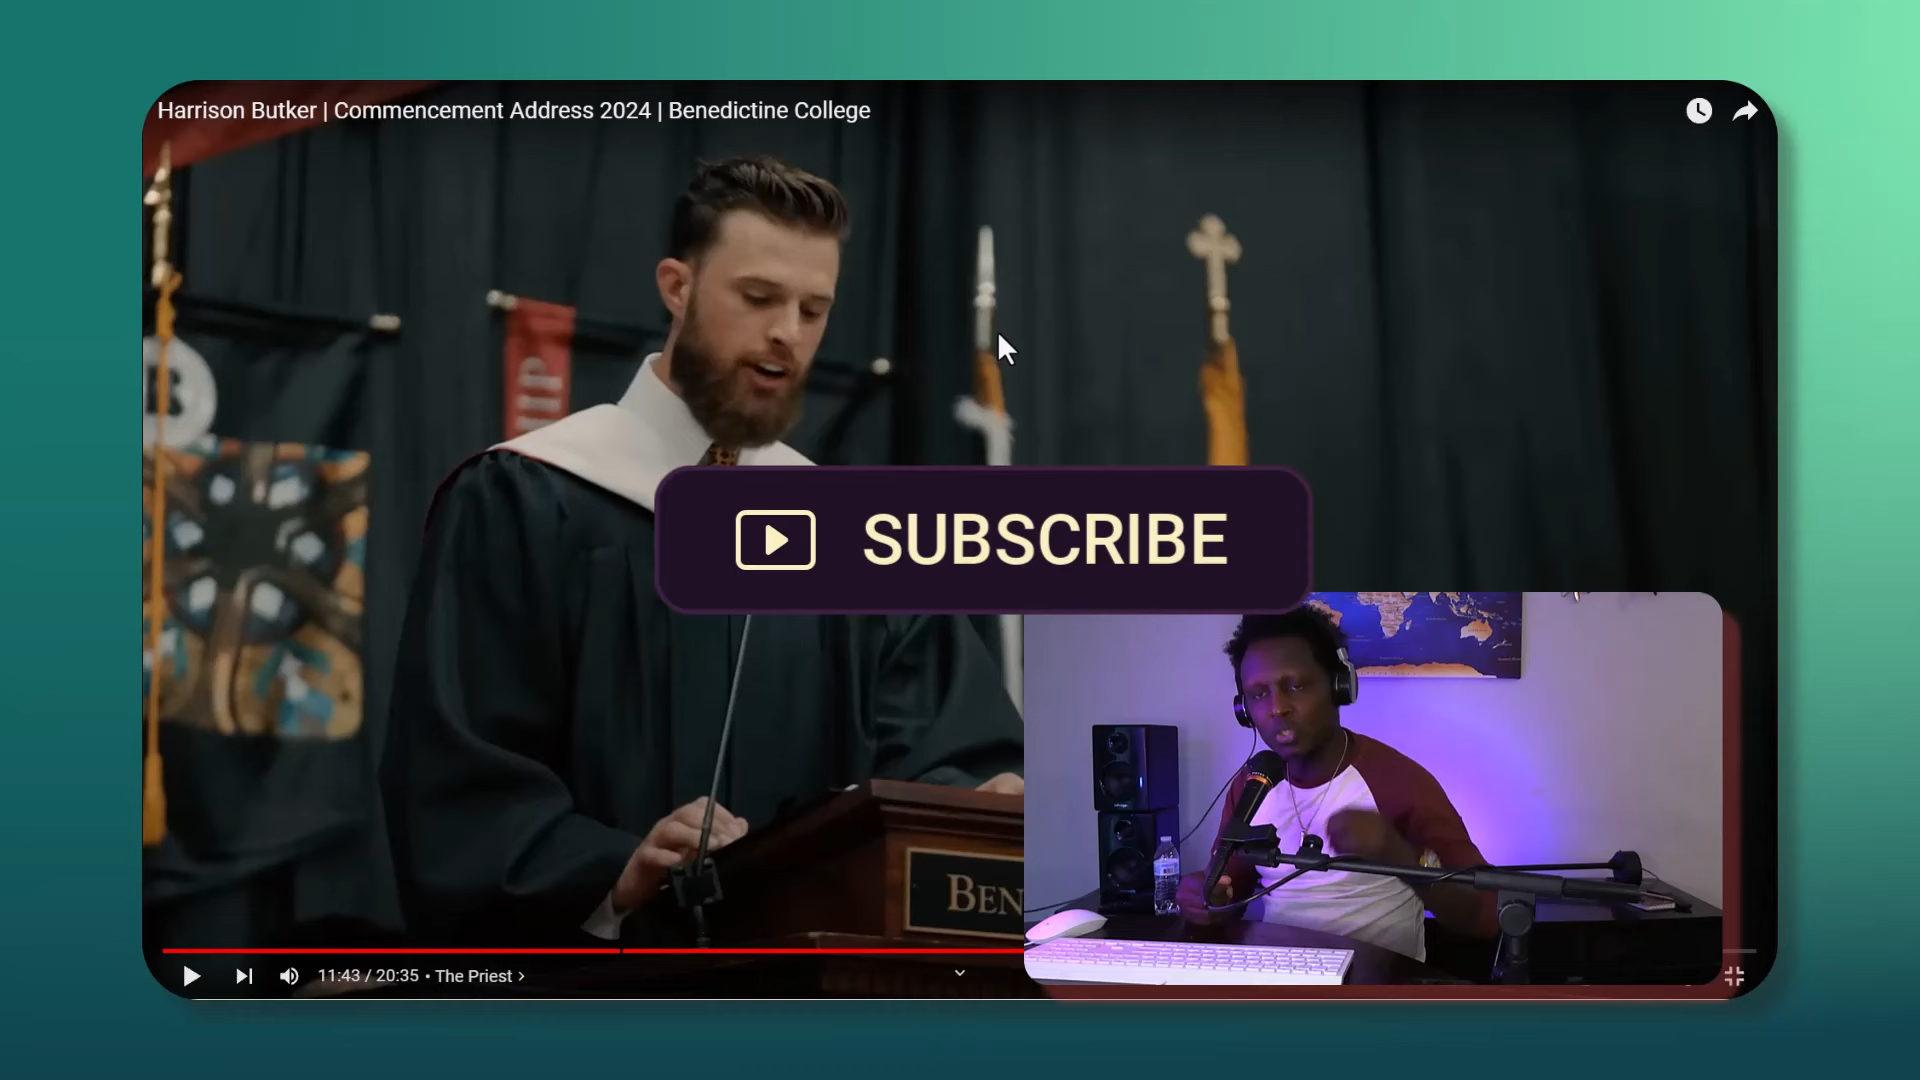 Harrison Butker | Commencement Address 2024 | Benedictine College
B
SUBSCRIBE
BEN
11:43 / 20:35 • The Priest ›